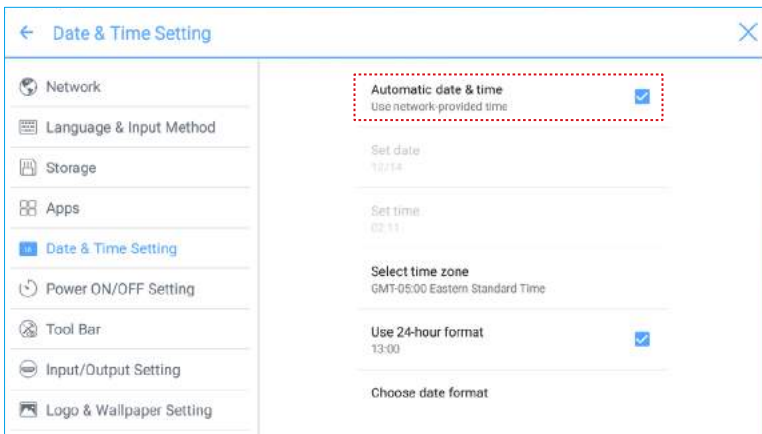 Date & Time Setting
Network
Language & Input Method
Storage
Apps
Date & Time Setting
Power ON/OFF Setting
Tool Bar
Input/Output Setting
Logo & Wallpaper Setting
Automatic date & time
Use network-provided time
Set date
12/14
Set time
02:11
Select time zone
GMT-05:00 Eastern Standard Time
Use 24-hour format
13:00
Choose date format